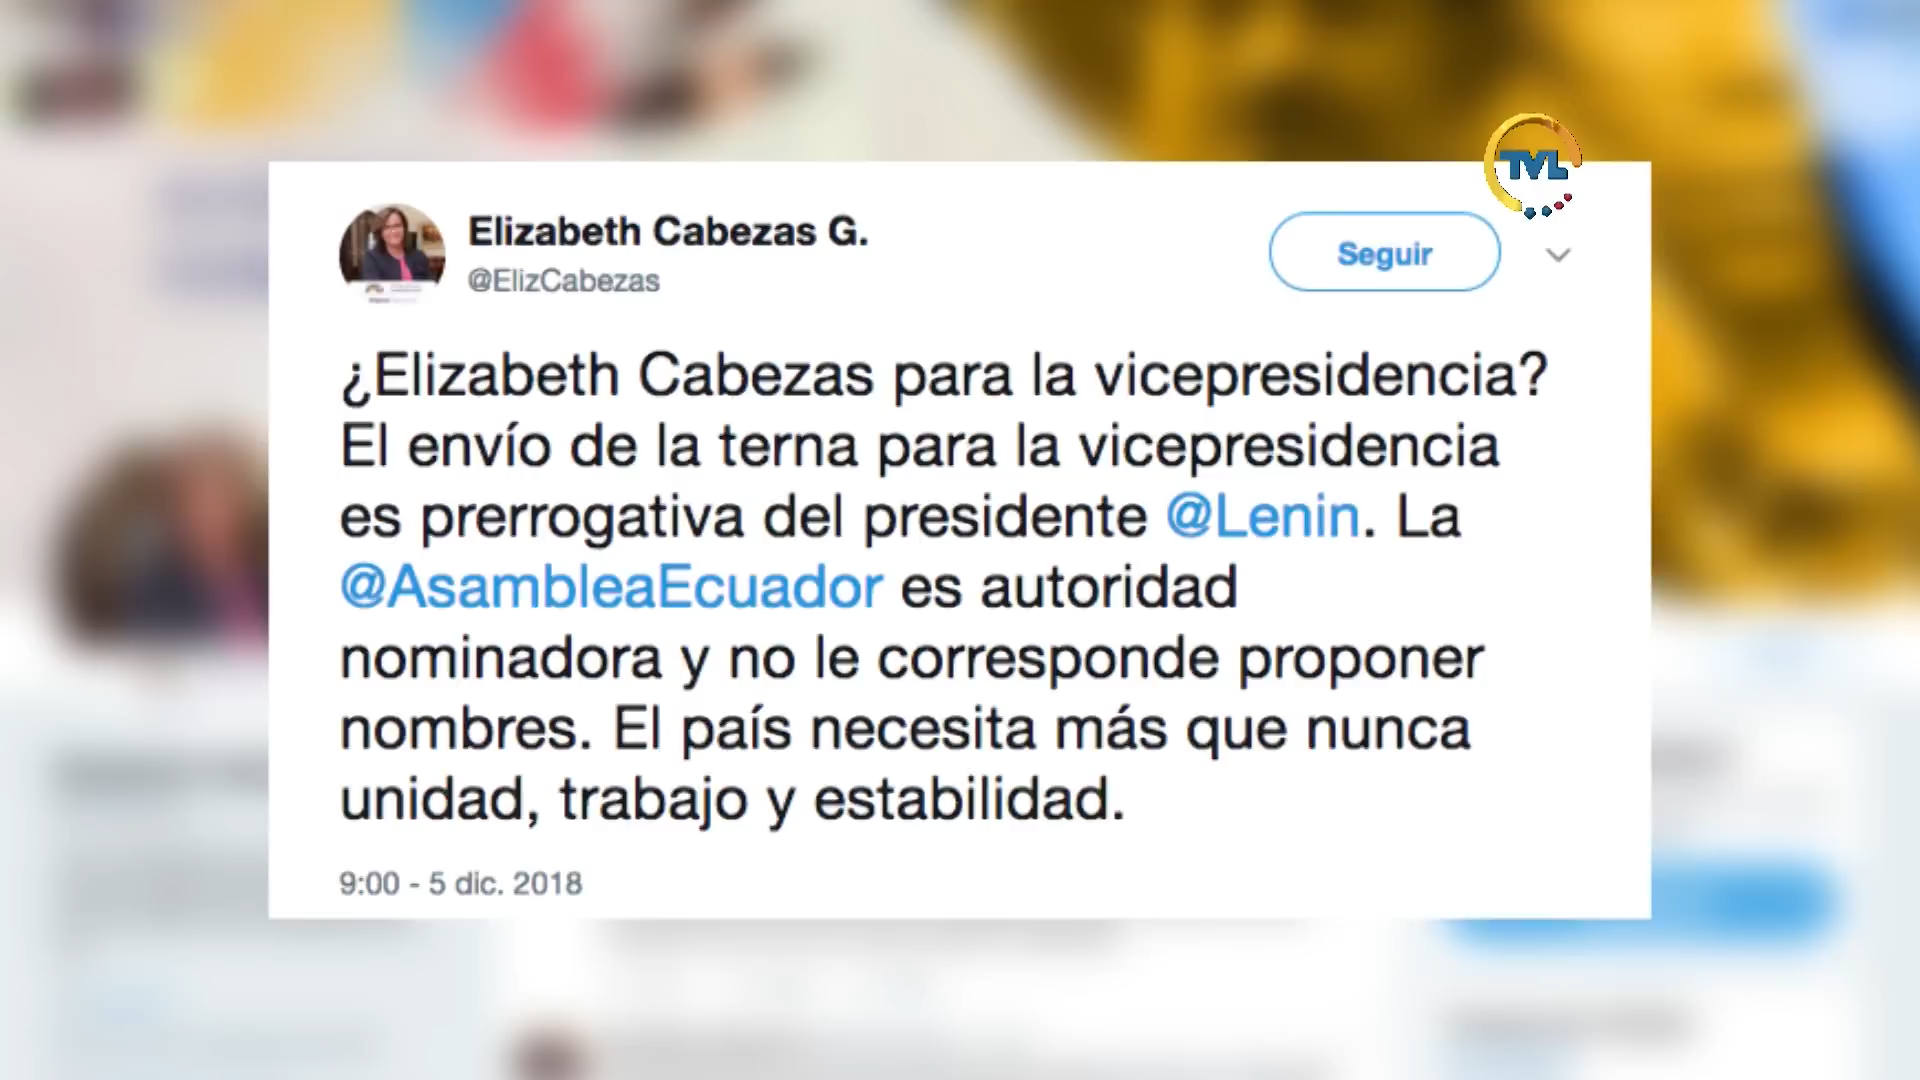 TVL
Elizabeth Cabezas G.
@ElizCabezas
Seguir
¿Elizabeth Cabezas para la vicepresidencia?
El envío de la terna para la vicepresidencia
es prerrogativa del presidente @Lenin. La
@AsambleaEcuador es autoridad
nominadora y no le corresponde proponer
nombres. El país necesita más que nunca
unidad, trabajo y estabilidad.
9:00 - 5 dic. 2018